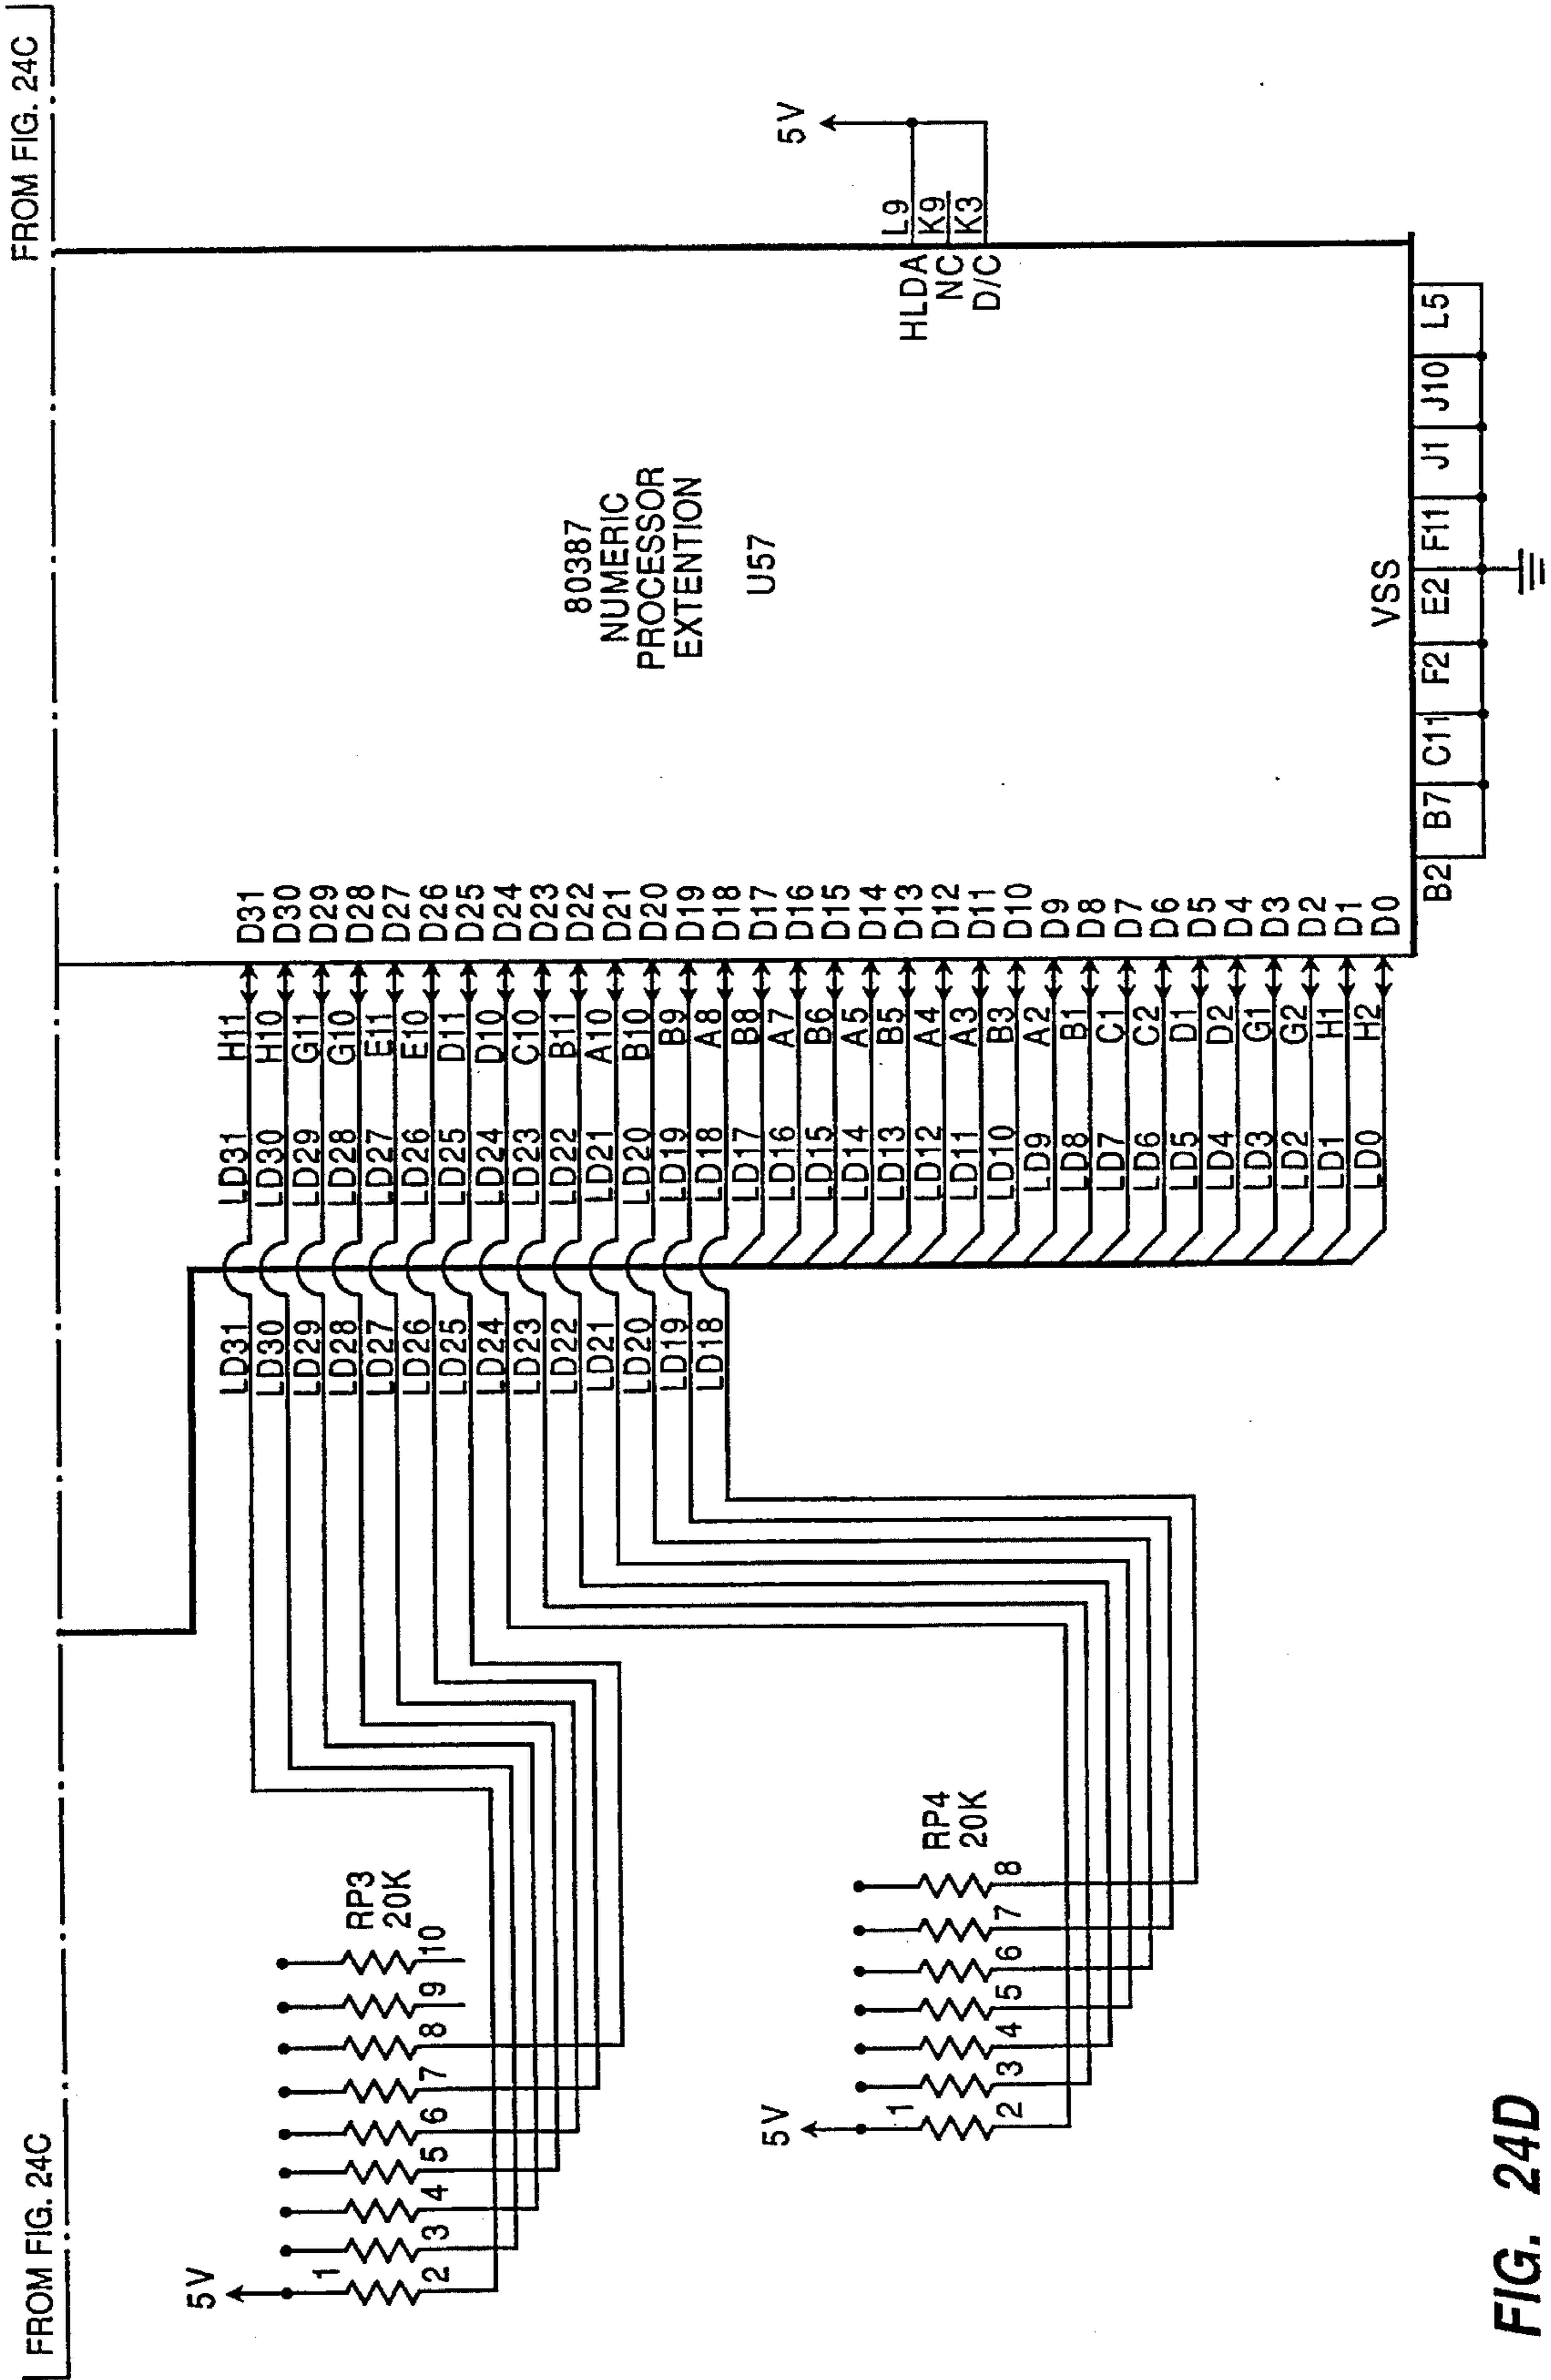 FROM FIG. 24C
FROM FIG. 24C
5V
1
2
3
4
5
6
7
8
9
10
RP3
20K
5V
1
2
3
4
5
6
7
8
RP4
20K
LD31
LD30
LD29
LD28
LD27
LD26
LD25
LD24
LD23
LD22
LD21
LD20
LD19
LD18
LD31 H11 D31
LD30 H10 D30
LD29 G11 D29
LD28 G10 D28
LD27 E11 D27
LD26 E10 D26
LD25 D11 D25
LD24 D10 D24
LD23 C10 D23
LD22 B11 D22
LD21 A10 D21
LD20 B10 D20
LD19 B9 D19
LD18 A8 D18
LD17 B8 D17
LD16 A7 D16
LD15 B6 D15
LD14 A5 D14
LD13 B5 D13
LD12 A4 D12
LD11 A3 D11
LD10 B3 D10
LD9 A2 D9
LD8 B1 D8
LD7 C1 D7
LD6 C2 D6
LD5 D1 D5
LD4 D2 D4
LD3 G1 D3
LD2 G2 D2
LD1 H1 D1
LD0 H2 D0
80387
NUMERIC
PROCESSOR
EXTENTION
U57
5V
HLDA L9
NC K9
D/C K3
VSS
B2 B7 C11 F2 E2 F11 J1 J10 L5
FIG. 24D